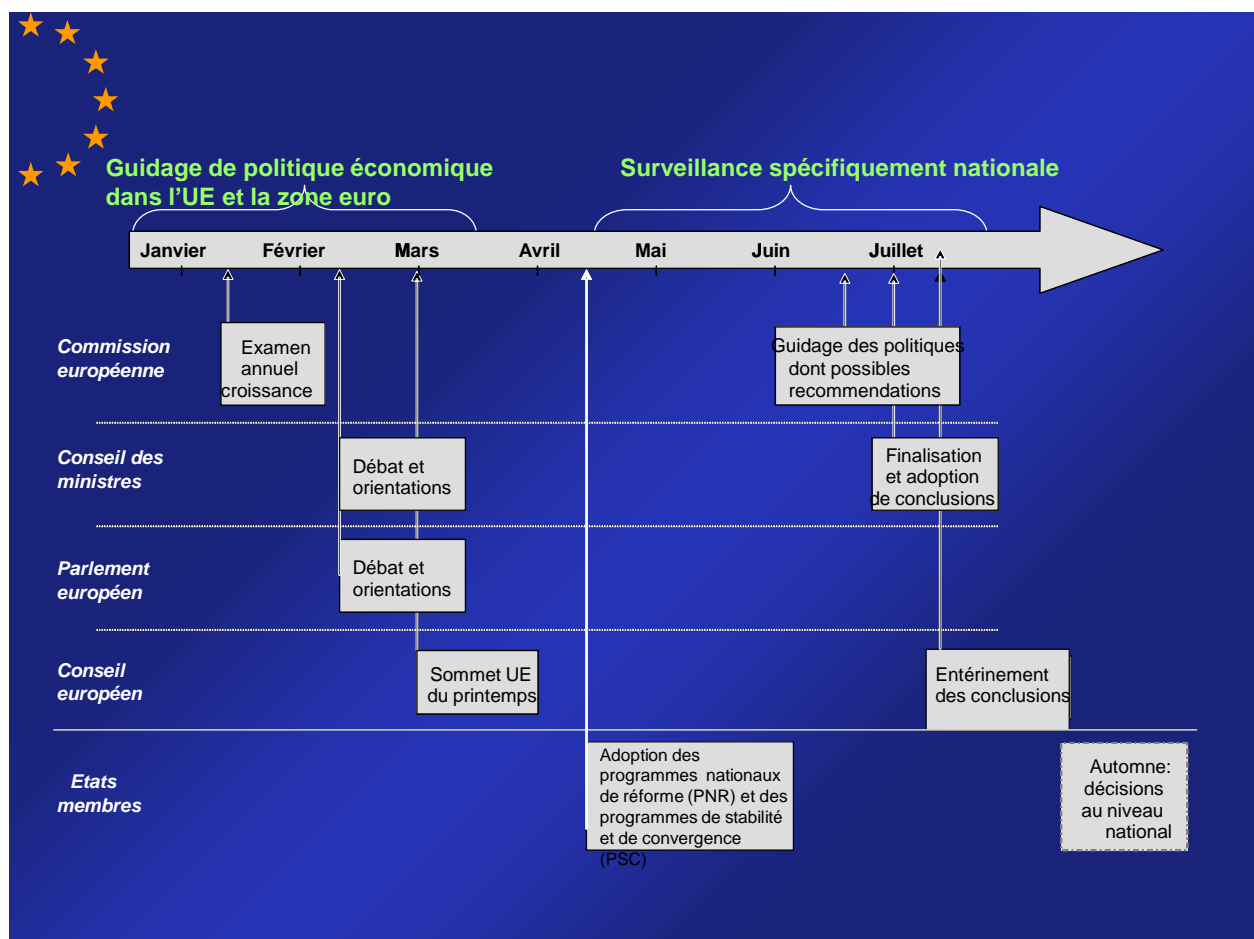 Guidage de politique économique
dans l’UE et la zone euro
Surveillance spécifiquement nationale
Janvier Février Mars Avril Mai Juin Juillet
Commission
européenne
Examen
annuel
croissance
Guidage des politiques
dont possibles
recommendations
Conseil des
ministres
Débat et
orientations
Finalisation
et adoption
de conclusions
Parlement
européen
Débat et
orientations
Conseil
européen
Sommet UE
du printemps
Entérinement
des conclusions
Etats
membres
Adoption des
programmes nationaux
de réforme (PNR) et des
programmes de stabilité
et de convergence
(PSC)
Automne:
décisions
au niveau
national